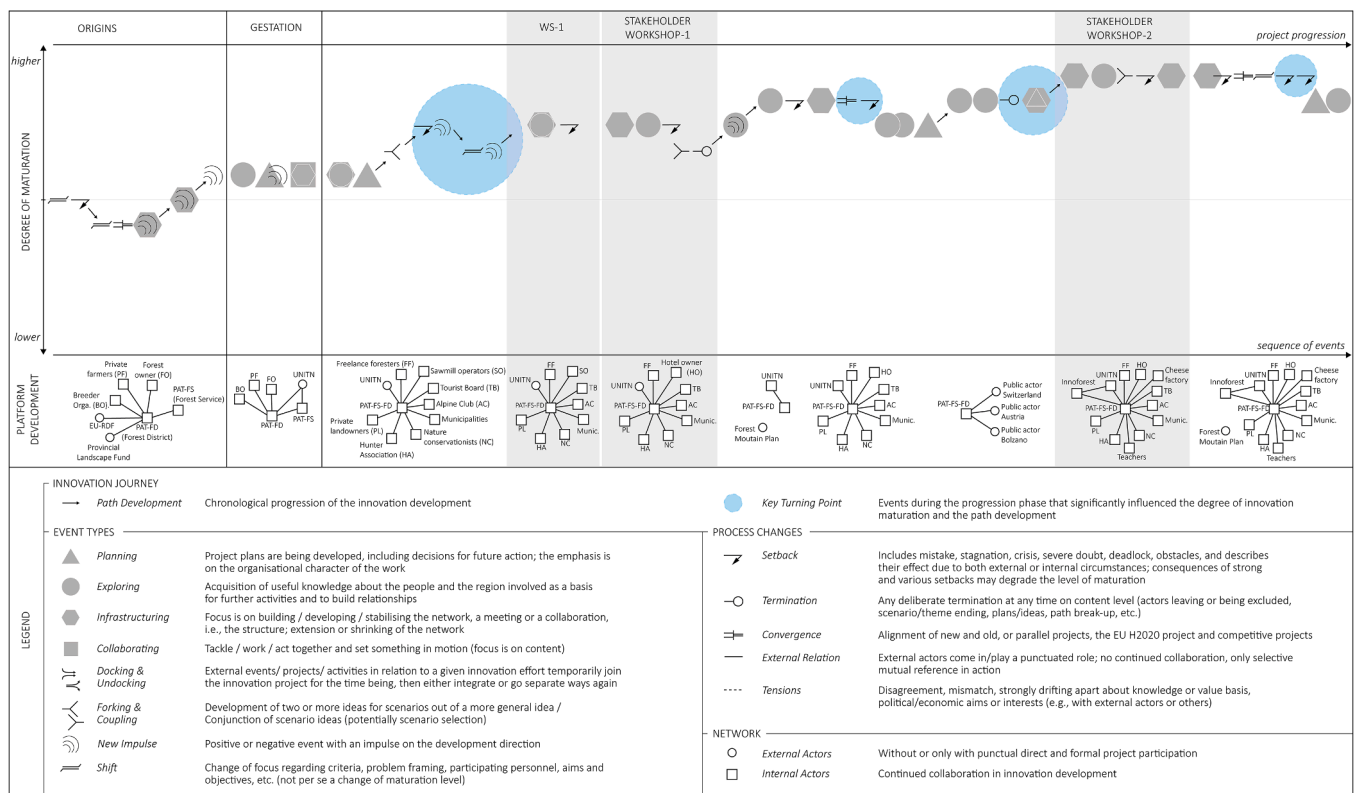 ORIGINS
GESTATION
WS-1
STAKEHOLDER
WORKSHOP-1
STAKEHOLDER
WORKSHOP-2
project progression
higher
DEGREE OF MATURATION
lower
sequence of events
PLATFORM
DEVELOPMENT
Private
farmers (PF)
Forest
owner (FO)
PAT-FS
(Forest Service)
Breeder
Orga. (BO).
EU-RDF
PAT-FD
(Forest District)
Provincial
Landscape Fund
PF
FO
UNITN
BO
PAT-FD
PAT-FS
Freelance foresters (FF)
Sawmill operators (SO)
UNITN
Tourist Board (TB)
PAT-FS-FD
Alpine Club (AC)
Municipalities
Private
landowners (PL)
Nature
conservationists (NC)
Hunter
Association (HA)
FF
SO
UNITN
TB
PAT-FS-FD
AC
Munic.
PL
HA
NC
FF
Hotel owner
(HO)
UNITN
TB
PAT-FS-FD
AC
Munic.
PL
HA
NC
UNITN
PAT-FS-FD
Forest
Moutain Plan
FF
HO
UNITN
TB
PAT-FS-FD
AC
Munic.
PL
HA
NC
Public actor
Switzerland
PAT-FS-FD
Public actor
Austria
Public actor
Bolzano
FF
HO
Cheese
factory
UNITN
Innoforest
TB
PAT-FS-FD
AC
Munic.
PL
HA
NC
Teachers
FF
HO
Cheese
factory
UNITN
Innoforest
TB
PAT-FS-FD
AC
Munic.
Forest
Moutain Plan
PL
HA
NC
Teachers
LEGEND
INNOVATION JOURNEY
Path Development Chronological progression of the innovation development
Key Turning Point Events during the progression phase that significantly influenced the degree of innovation
maturation and the path development
EVENT TYPES
Planning Project plans are being developed, including decisions for future action; the emphasis is
on the organisational character of the work
Exploring Acquisition of useful knowledge about the people and the region involved as a basis
for further activities and to build relationships
Infrastructuring Focus is on building / developing / stabilising the network, a meeting or a collaboration,
i.e., the structure; extension or shrinking of the network
Collaborating Tackle / work / act together and set something in motion (focus is on content)
Docking & External events/ projects/ activities in relation to a given innovation effort temporarily join
Undocking the innovation project for the time being, then either integrate or go separate ways again
Forking & Development of two or more ideas for scenarios out of a more general idea /
Coupling Conjunction of scenario ideas (potentially scenario selection)
New Impulse Positive or negative event with an impulse on the development direction
Shift Change of focus regarding criteria, problem framing, participating personnel, aims and
objectives, etc. (not per se a change of maturation level)
PROCESS CHANGES
Setback Includes mistake, stagnation, crisis, severe doubt, deadlock, obstacles, and describes
their effect due to both external or internal circumstances; consequences of strong
and various setbacks may degrade the level of maturation
Termination Any deliberate termination at any time on content level (actors leaving or being excluded,
scenario/theme ending, plans/ideas, path break-up, etc.)
Convergence Alignment of new and old, or parallel projects, the EU H2020 project and competitive projects
External Relation External actors come in/play a punctuated role; no continued collaboration, only selective
mutual reference in action
Tensions Disagreement, mismatch, strongly drifting apart about knowledge or value basis,
political/economic aims or interests (e.g., with external actors or others)
NETWORK
External Actors Without or only with punctual direct and formal project participation
Internal Actors Continued collaboration in innovation development